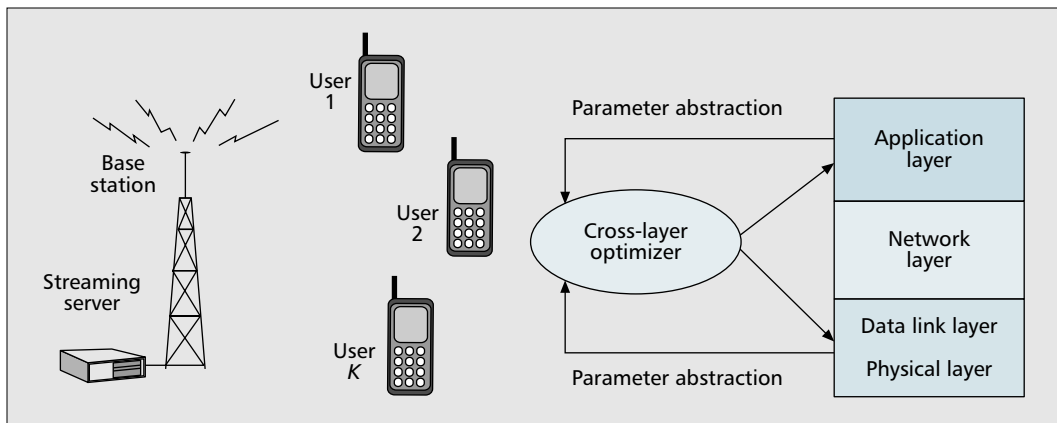 User
1
Base
station
User
2
Streaming
server
User
K
Parameter abstraction
Cross-layer
optimizer
Parameter abstraction
Application
layer
Network
layer
Data link layer
Physical layer